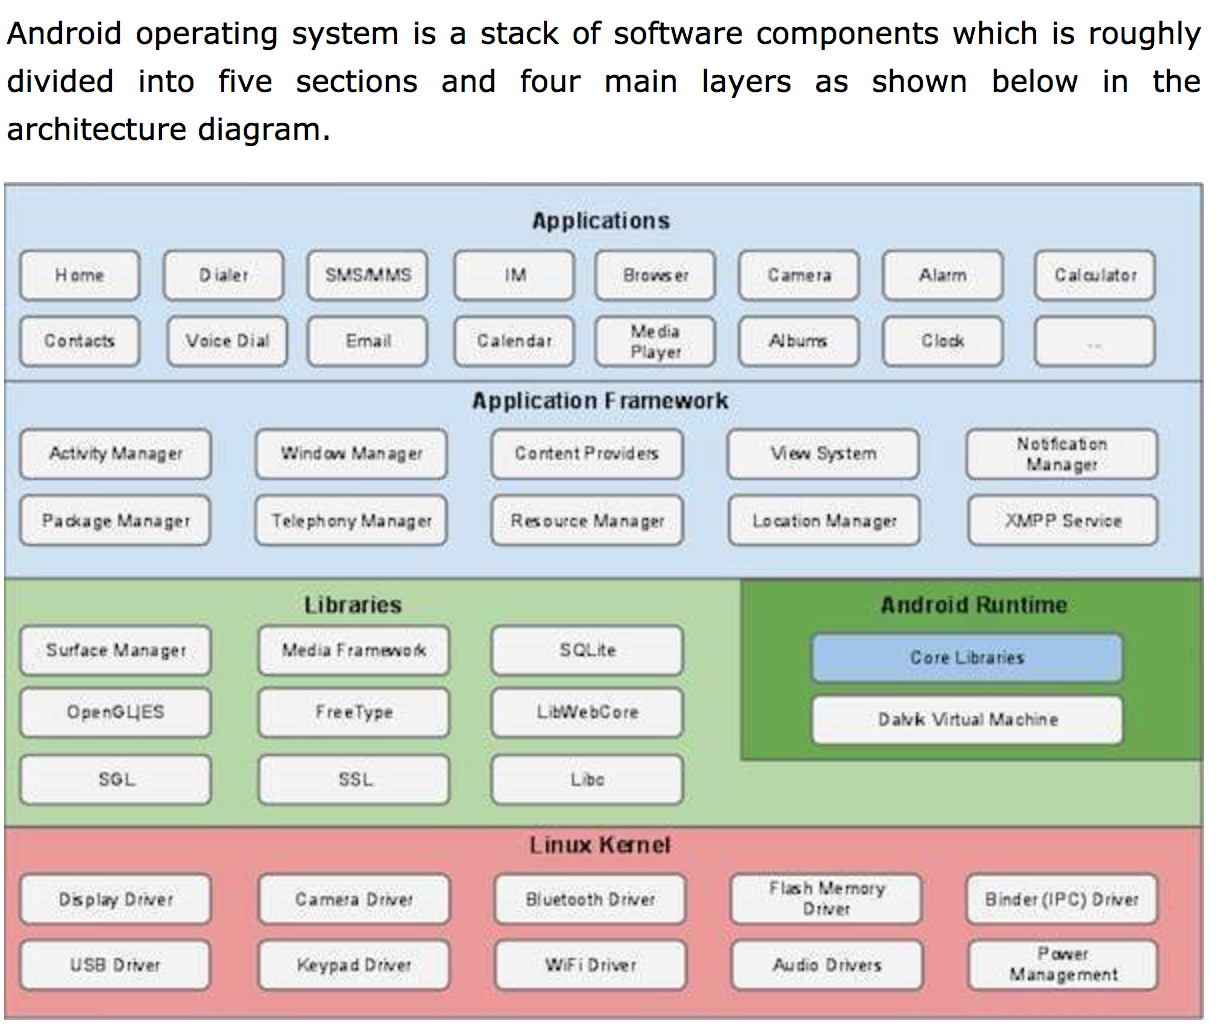 Android operating system is a stack of software components which is roughly
divided into five sections and four main layers as shown below in the
architecture diagram.
Applications
Home Dialer SMS/MMS IM Browser Camera Alarm Calculator
Contacts Voice Dial Email Calendar Media Player Albums Clock ...
Application Framework
Activity Manager Window Manager Content Providers View System Notification Manager
Package Manager Telephony Manager Resource Manager Location Manager XMPP Service
Libraries
Surface Manager Media Framework SQLite
OpenGL|ES FreeType LibWebCore
SGL SSL Libc
Android Runtime
Core Libraries
Dalvik Virtual Machine
Linux Kernel
Display Driver Camera Driver Bluetooth Driver Flash Memory Driver Binder (IPC) Driver
USB Driver Keypad Driver WiFi Driver Audio Drivers Power Management